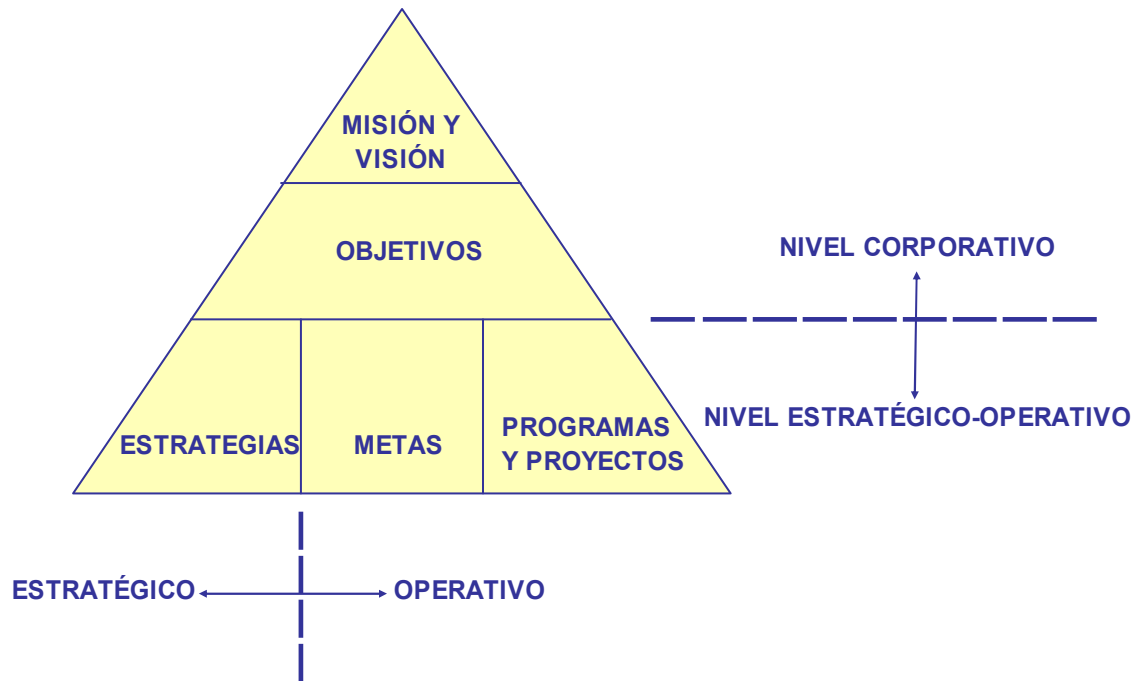 MISIÓN Y
VISIÓN
OBJETIVOS
NIVEL CORPORATIVO
NIVEL ESTRATÉGICO-OPERATIVO
ESTRATEGIAS
METAS
PROGRAMAS
Y PROYECTOS
ESTRATÉGICO
OPERATIVO